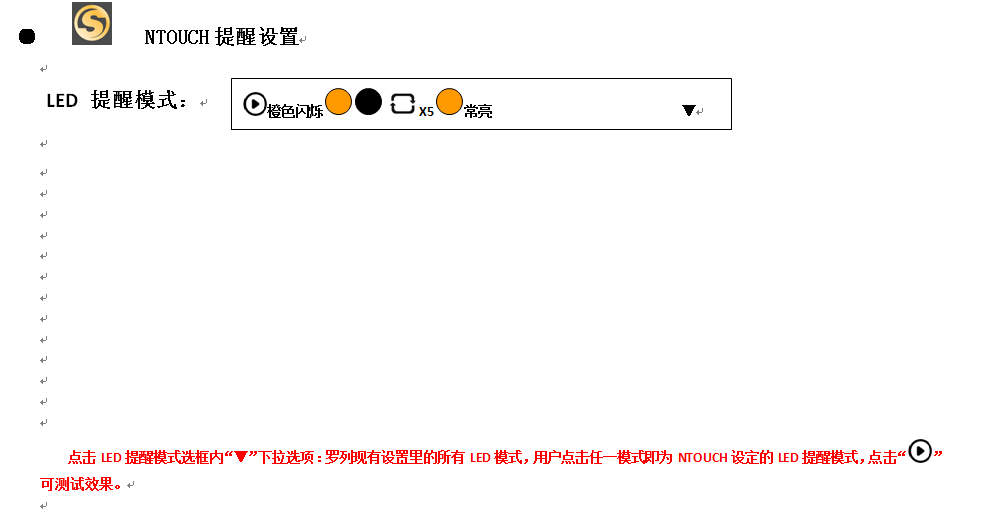 NTOUCH 提醒设置
LED 提醒模式： 橙色闪烁 X5 常亮 ▼
点击 LED 提醒模式选框内“▼”下拉选项：罗列现有设置里的所有 LED 模式，用户点击任一模式即为 NTOUCH 设定的 LED 提醒模式，点击“ ”
可测试效果。